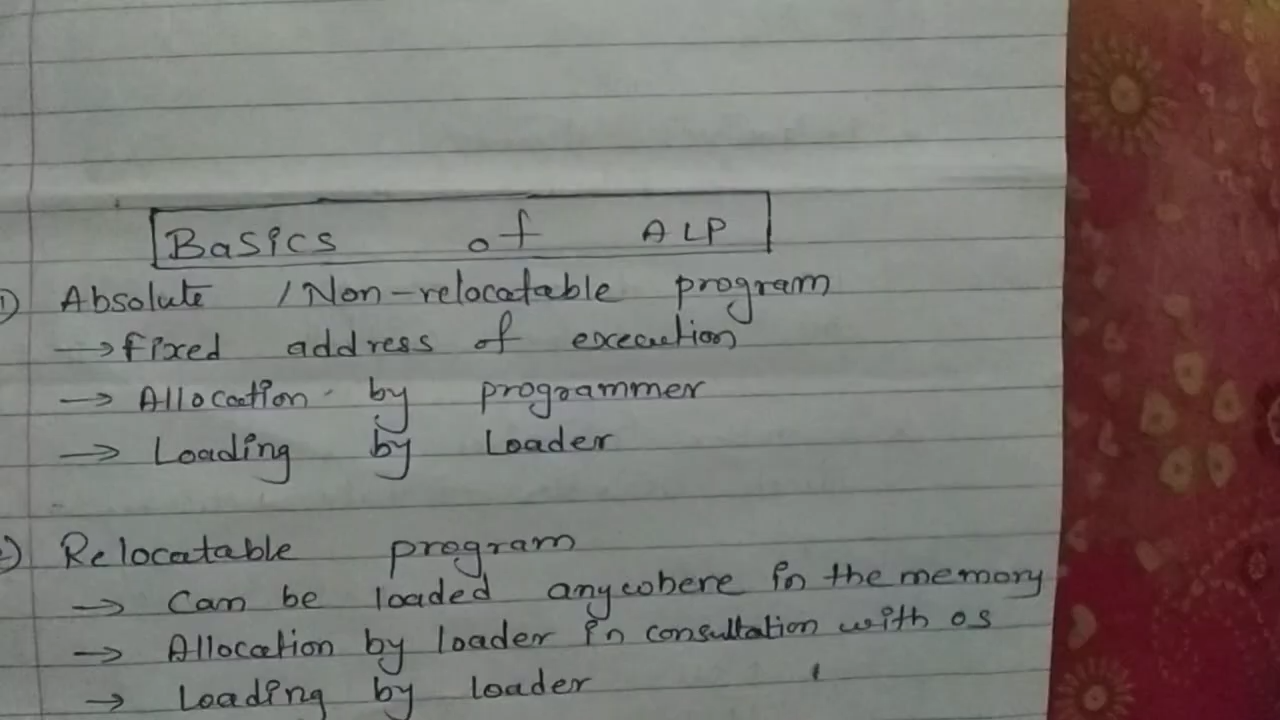 Basics of ALP
1) Absolute / Non-relocatable program
→ fixed address of execution
→ Allocation by programmer
→ Loading by Loader
2) Relocatable program
→ can be loaded anywhere in the memory
→ Allocation by loader in consultation with os
→ Loading by loader